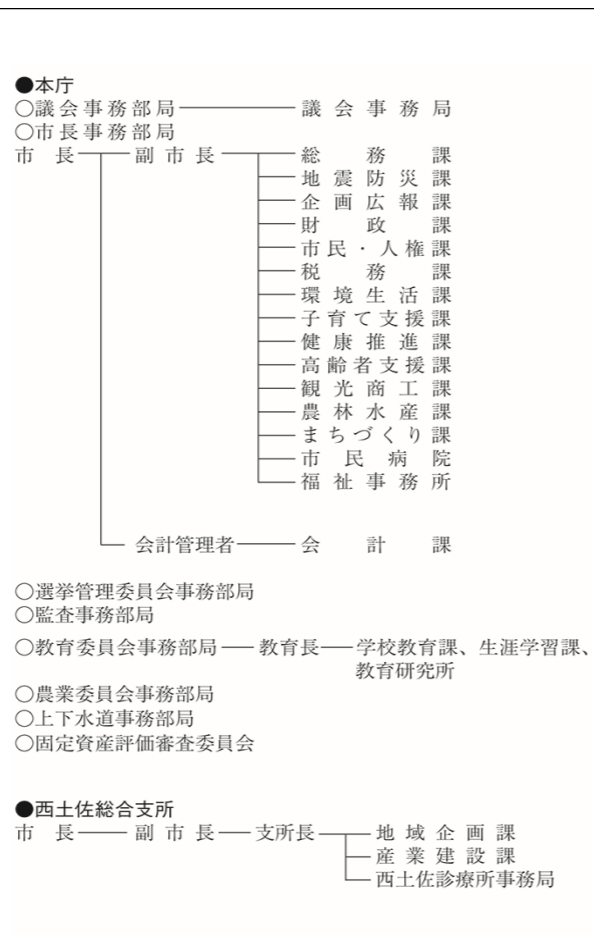 ●本庁
○議会事務部局 議会事務局
○市長事務部局
市長 副市長 総務課
地震防災課
企画広報課
財政課
市民・人権課
税務課
環境生活課
子育て支援課
健康推進課
高齢者支援課
観光商工課
農林水産課
まちづくり課
市民病院
福祉事務所
会計管理者 会計課
○選挙管理委員会事務部局
○監査事務部局
○教育委員会事務部局 教育長 学校教育課、生涯学習課、
教育研究所
○農業委員会事務部局
○上下水道事務部局
○固定資産評価審査委員会
●西土佐総合支所
市長 副市長 支所長 地域企画課
産業建設課
西土佐診療所事務局